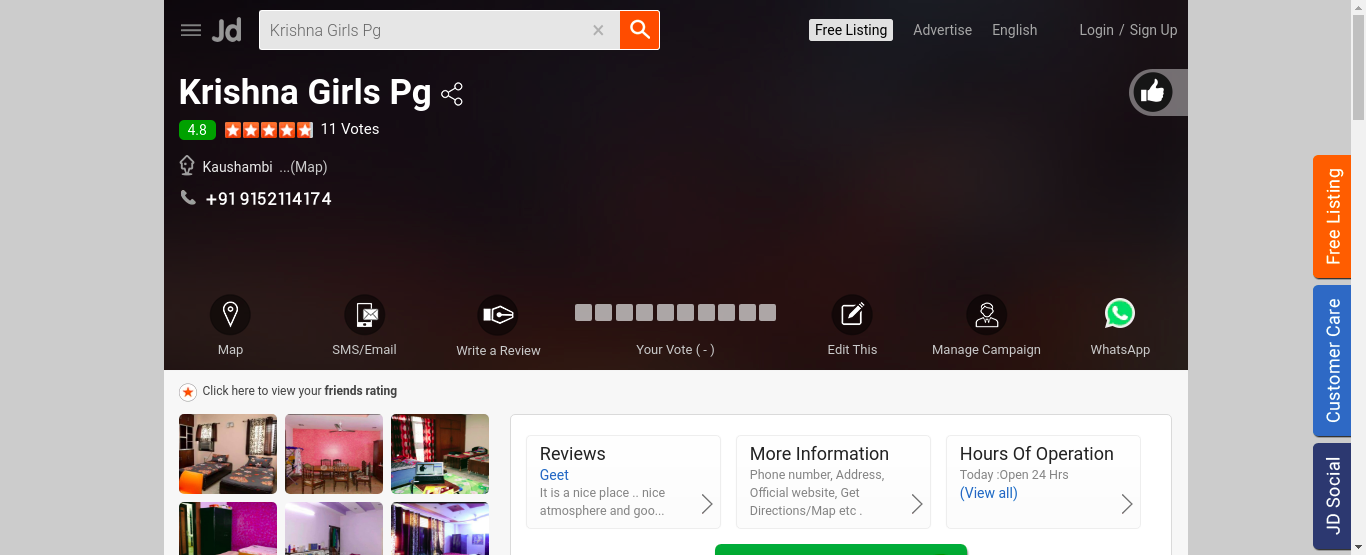 Jd
Krishna Girls Pg
Free Listing
Advertise
English
Login / Sign Up
Krishna Girls Pg
4.8 11 Votes
Kaushambi ...(Map)
+91 9152114174
Map
SMS/Email
Write a Review
Your Vote ( - )
Edit This
Manage Campaign
WhatsApp
Click here to view your friends rating
Reviews
Geet
It is a nice place .. nice
atmosphere and goo...
More Information
Phone number, Address,
Official website, Get
Directions/Map etc .
Hours Of Operation
Today :Open 24 Hrs
(View all)
Free Listing
Customer Care
JD Social